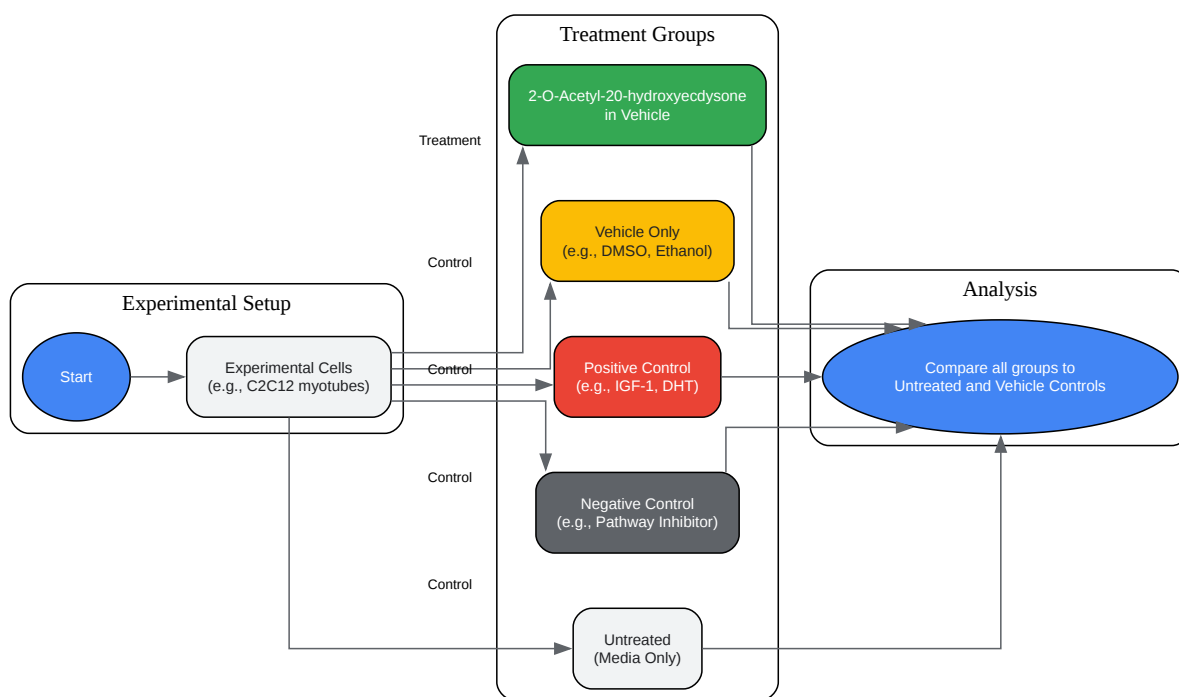 Treatment Groups
2-O-Acetyl-20-hydroxyecdysone
in Vehicle
Treatment
Vehicle Only
(e.g., DMSO, Ethanol)
Control
Experimental Setup
Start
Experimental Cells
(e.g., C2C12 myotubes)
Control
Positive Control
(e.g., IGF-1, DHT)
Analysis
Compare all groups to
Untreated and Vehicle Controls
Control
Negative Control
(e.g., Pathway Inhibitor)
Control
Untreated
(Media Only)